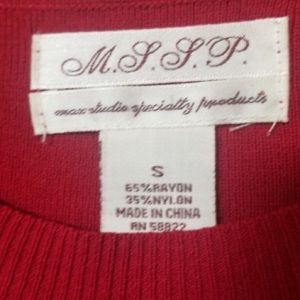 M.S.S.P.
max studio specialty products
S
65%RAYON
35%NYLON
MADE IN CHINA
RN 58822